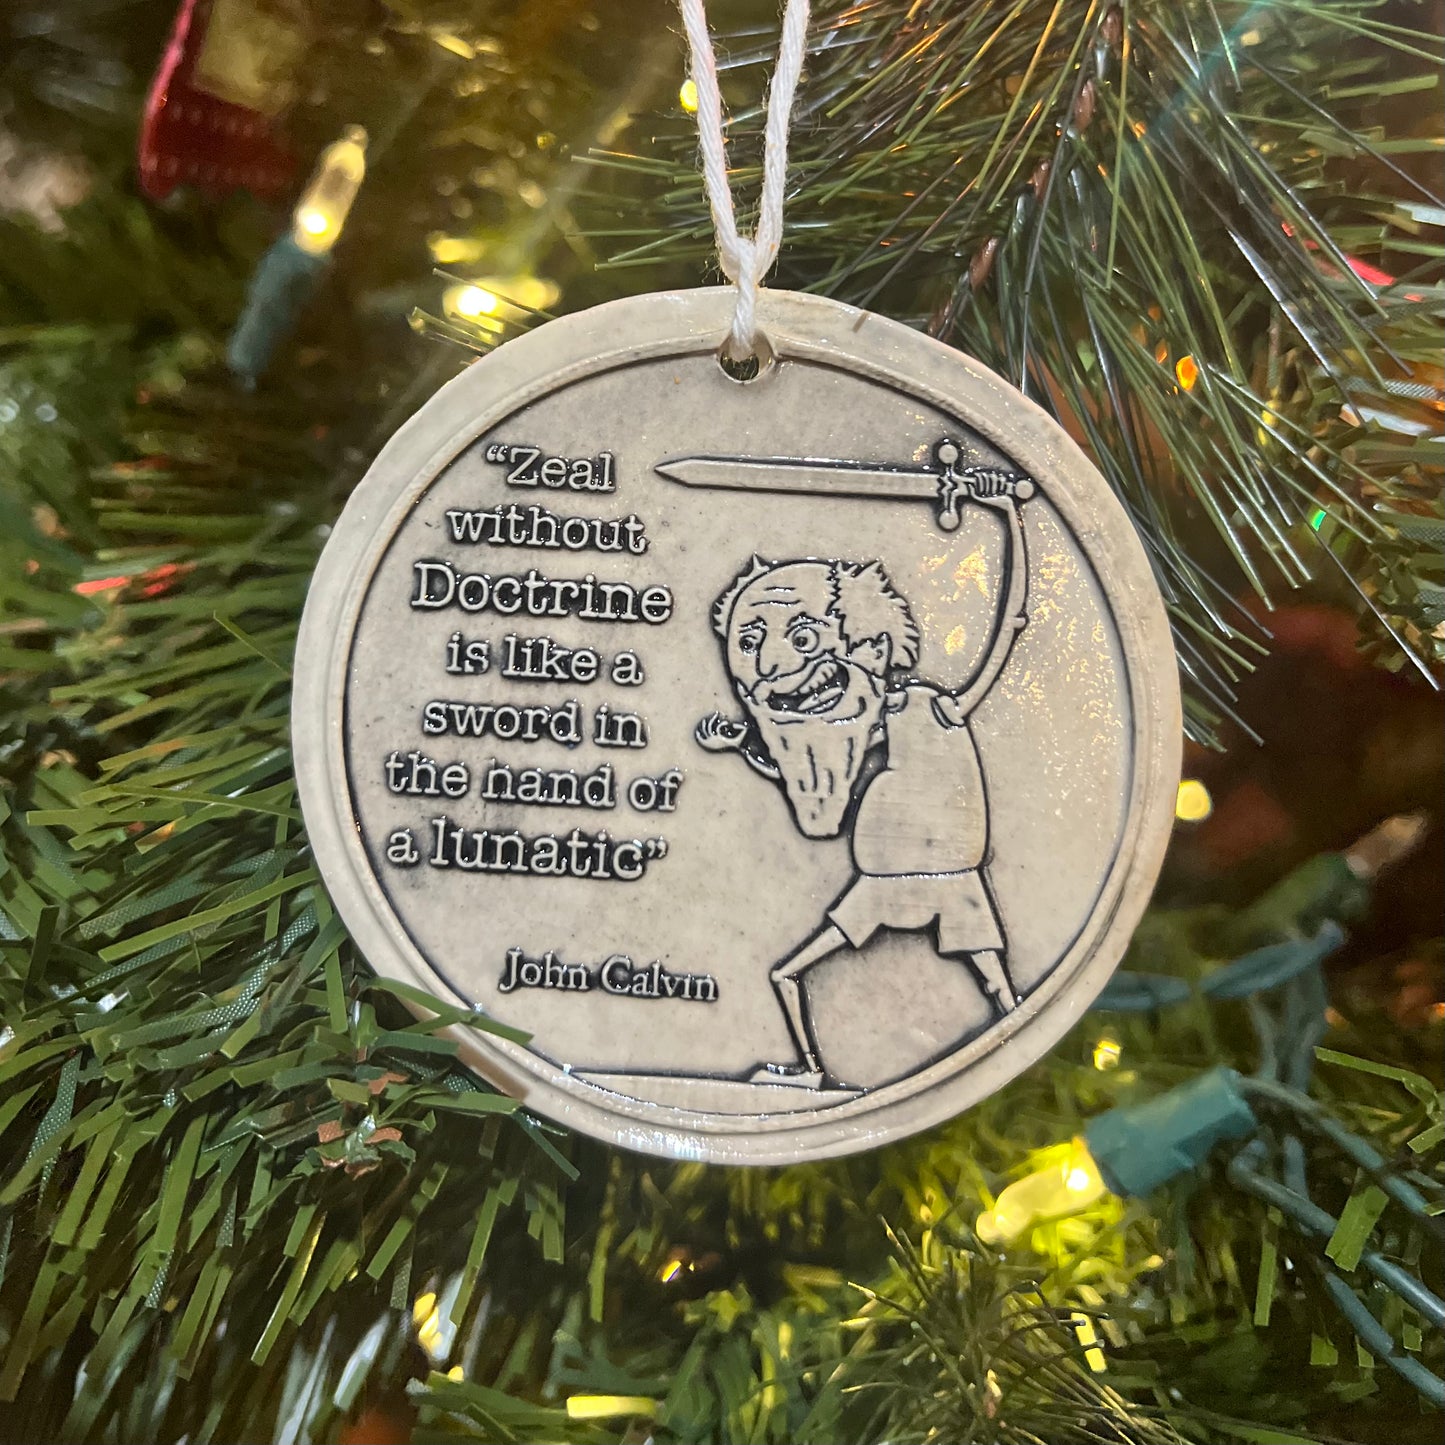 “Zeal
without
Doctrine
is like a
sword in
the hand of
a lunatic”
John Calvin